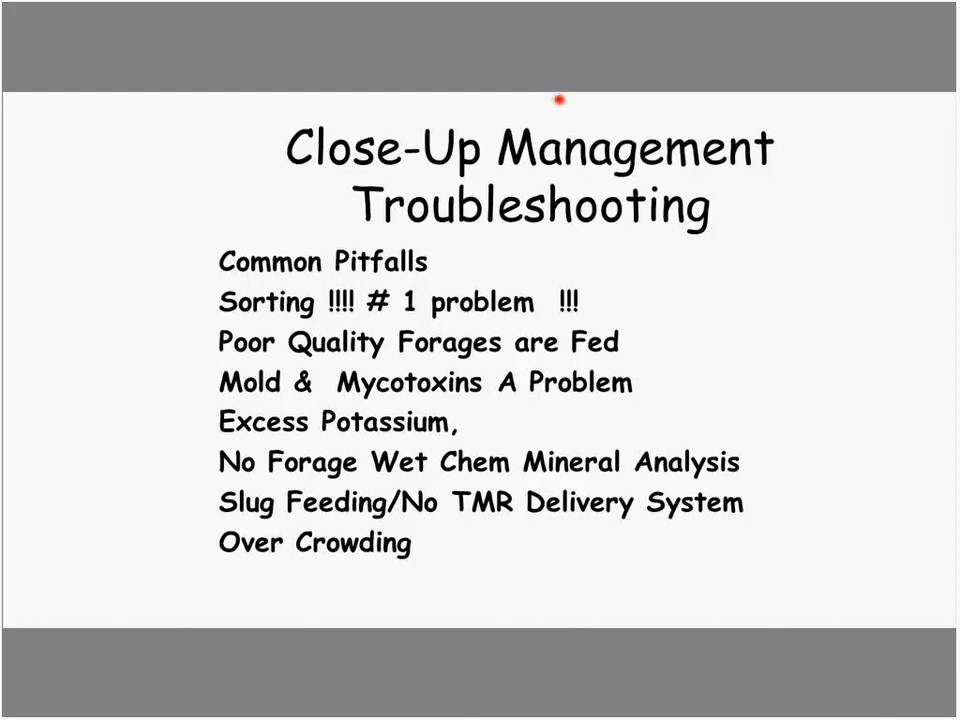 Close-Up Management
Troubleshooting
Common Pitfalls
Sorting !!!! # 1 problem !!!
Poor Quality Forages are Fed
Mold & Mycotoxins A Problem
Excess Potassium,
No Forage Wet Chem Mineral Analysis
Slug Feeding/No TMR Delivery System
Over Crowding